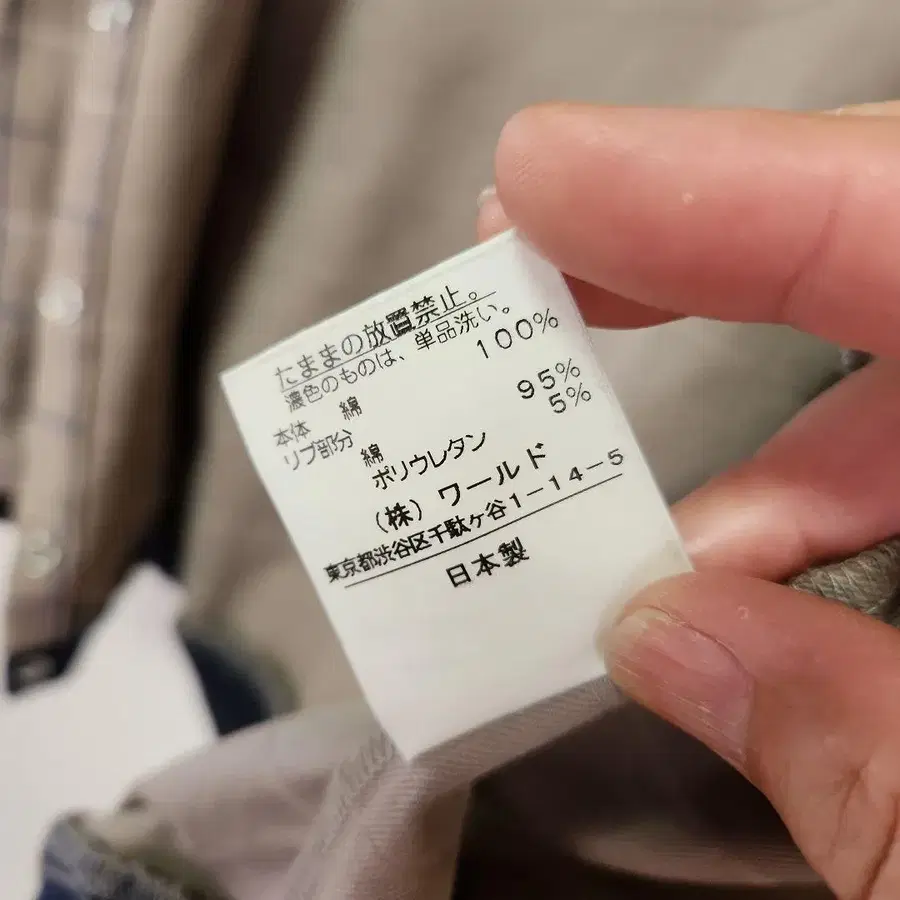 たままの放置禁止。
濃色のものは、単品洗い。
本体 綿 100%
リブ部分 綿 95%
ポリウレタン 5%
(株) ワールド
東京都渋谷区千駄ヶ谷1-14-5
日本製